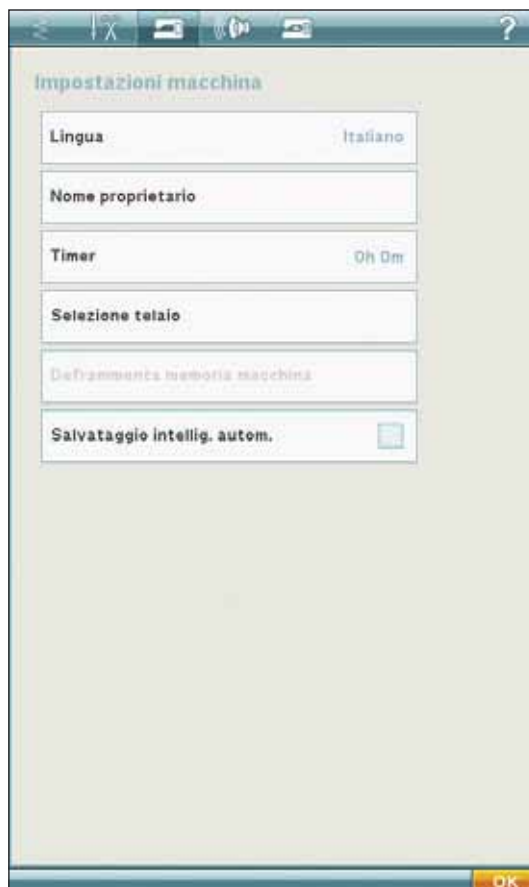 ?
Impostazioni macchina
Lingua Italiano
Nome proprietario
Timer 0h 0m
Selezione telaio
Deframmenta memoria macchina
Salvataggio intellig. autom.
OK